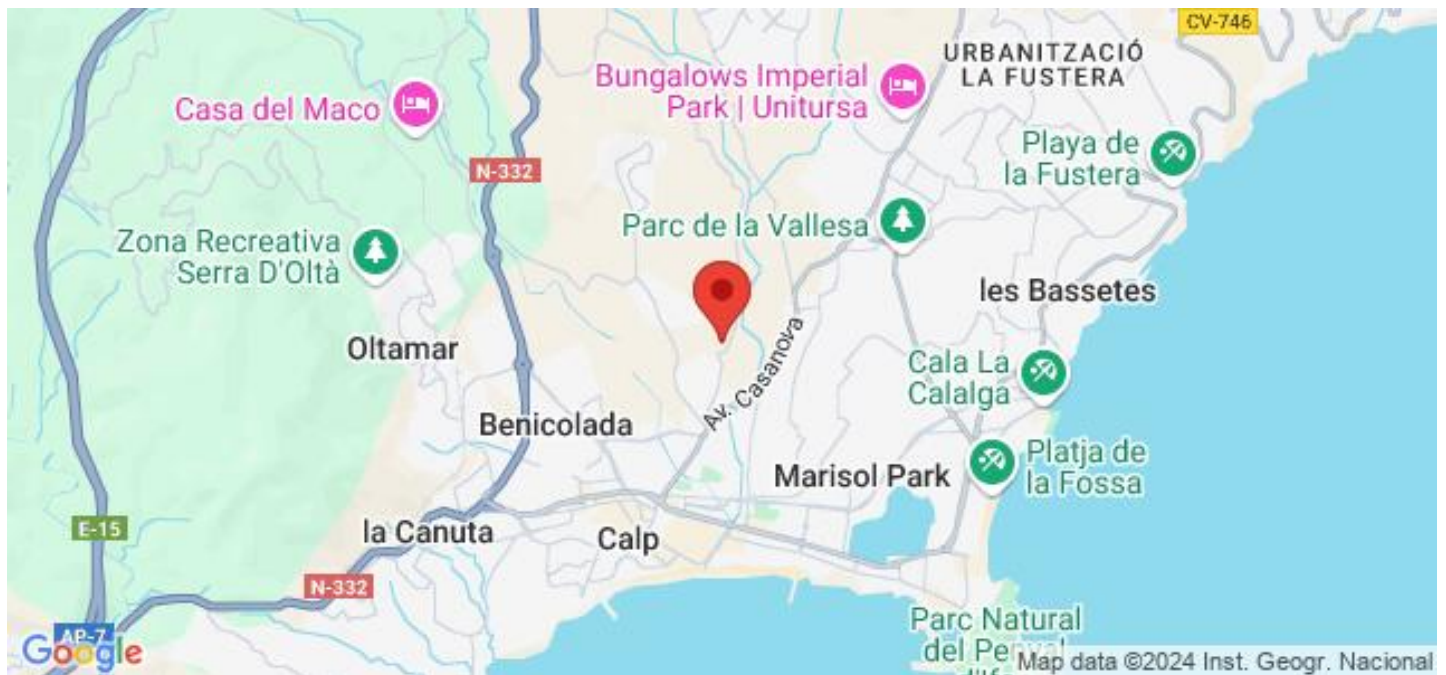 CV-746
URBANITZACIÓ
LA FUSTERA
Bungalows Imperial
Park | Unitursa
Casa del Maco
Playa de
la Fustera
N-332
Parc de la Vallesa
Zona Recreativa
Serra D'Oltà
les Bassetes
Oltamar
Av. Casanova
Cala La
Calalga
Benicolada
Marisol Park
Platja de
la Fossa
E-15
la Canuta
Calp
N-332
Parc Natural
del
AP-7
Google
Map data ©2024 Inst. Geogr. Nacional